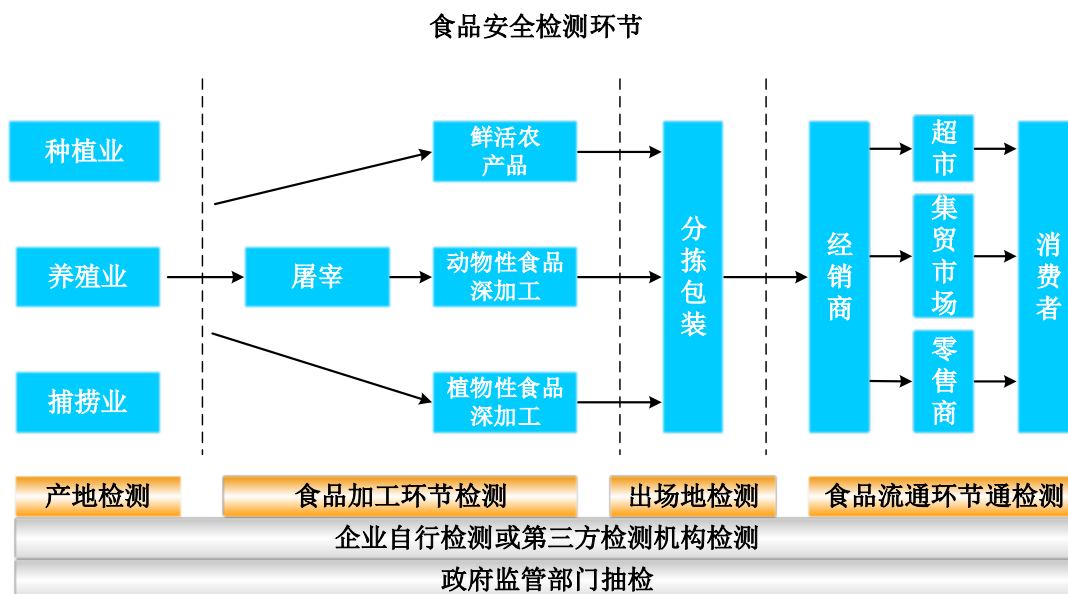 食品安全检测环节
种植业
养殖业
捕捞业
屠宰
鲜活农
产品
动物性食品
深加工
植物性食品
深加工
分拣包装
经销商
超市
集贸市场
零售商
消费者
产地检测
食品加工环节检测
出场地检测
食品流通环节通检测
企业自行检测或第三方检测机构检测
政府监管部门抽检